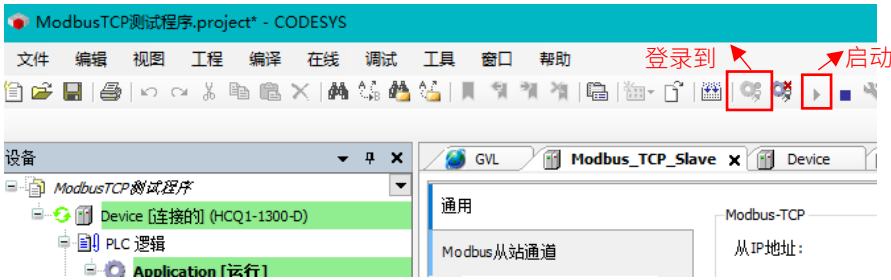 ModbusTCP测试程序.project* - CODESYS
文件 编辑 视图 工程 编译 在线 调试 工具 窗口 帮助
登录到 启动
设备
GVL Modbus_TCP_Slave Device
ModbusTCP测试程序
Device [连接的] (HCQ1-1300-D)
PLC 逻辑
Application [运行]
通用
Modbus从站通道
Modbus-TCP
从IP地址: